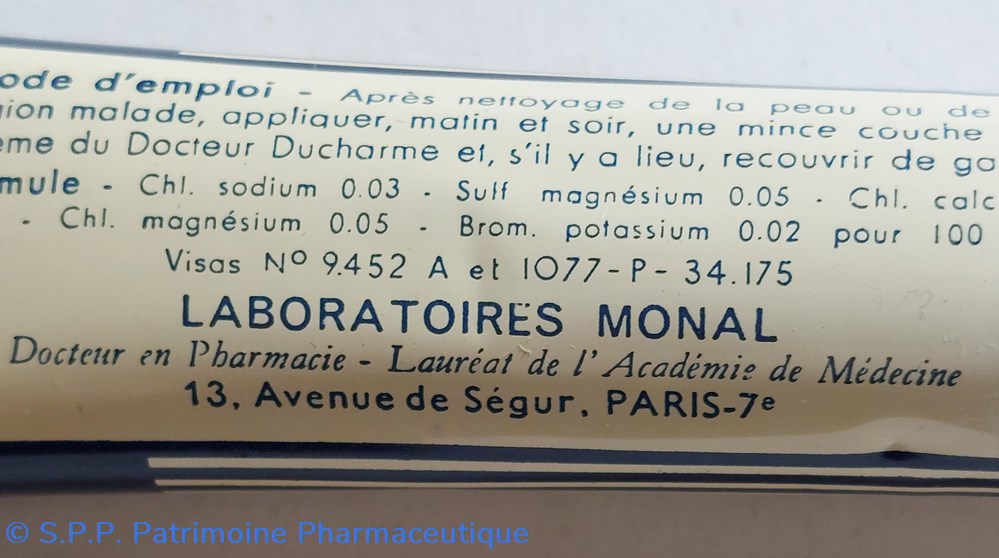 ode d'emploi - Après nettoyage de la peau ou de
gion malade, appliquer, matin et soir, une mince couche
ème du Docteur Ducharme et, s'il y a lieu, recouvrir de ga
mule - Chl. sodium 0.03 - Sulf magnésium 0.05 - Chl. calc
- Chl. magnésium 0.05 - Brom. potassium 0.02 pour 100
Visas Nº 9.452 A et 1077-P-34.175
LABORATOIRES MONAL
Docteur en Pharmacie - Lauréat de l'Académie de Médecine
13, Avenue de Ségur, PARIS-7e
© S.P.P. Patrimoine Pharmaceutique